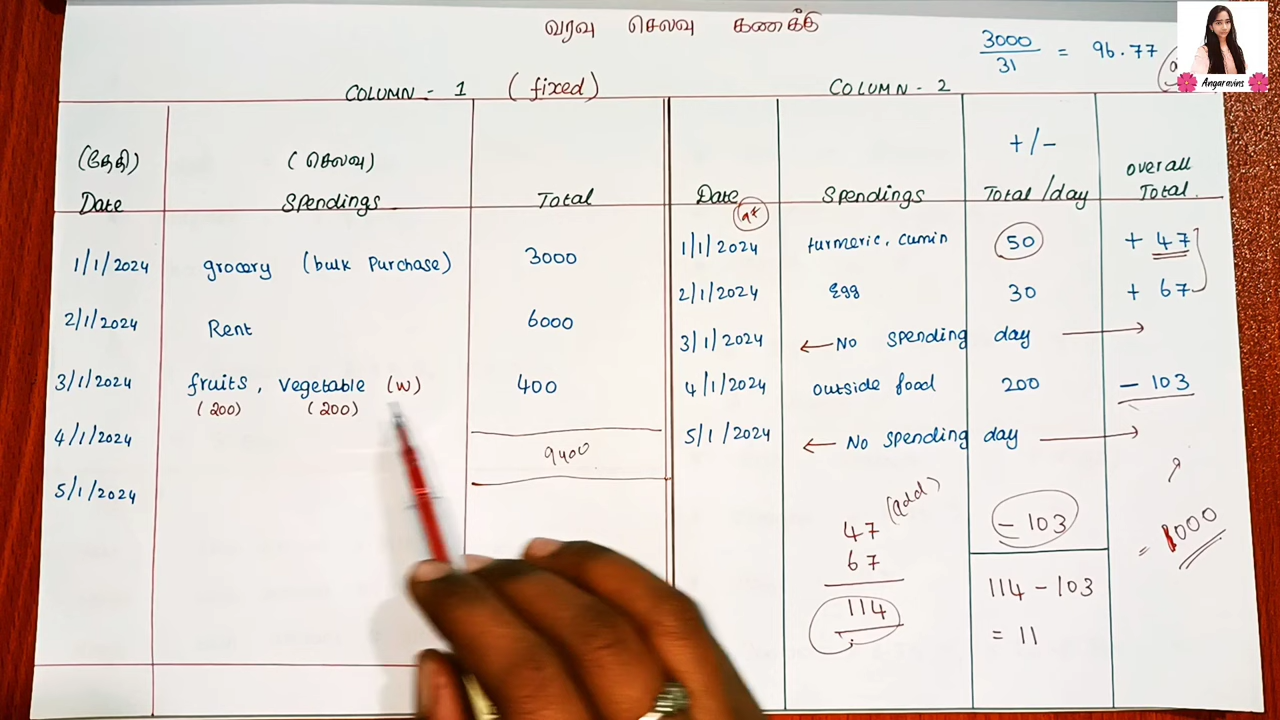 வரவு செலவு கணக்கு
3000 / 31 = 96.77
Angaravins
COLUMN - 1 (fixed)
COLUMN - 2
(தேதி) (செலவு)
Date Spendings Total
1/1/2024 grocery (bulk purchase) 3000
2/1/2024 Rent 6000
3/1/2024 fruits, vegetable (w) 400
(200) (200)
4/1/2024
9400
5/1/2024
+/-
Date Spendings Total/day overall Total
1/1/2024 turmeric, cumin 50 + 47
2/1/2024 Egg 30 + 67
3/1/2024 ← No spending day →
4/1/2024 outside food 200 - 103
5/1/2024 ← No spending day →
47 (add)
67
114
- 103
114 - 103
= 11
= 1000